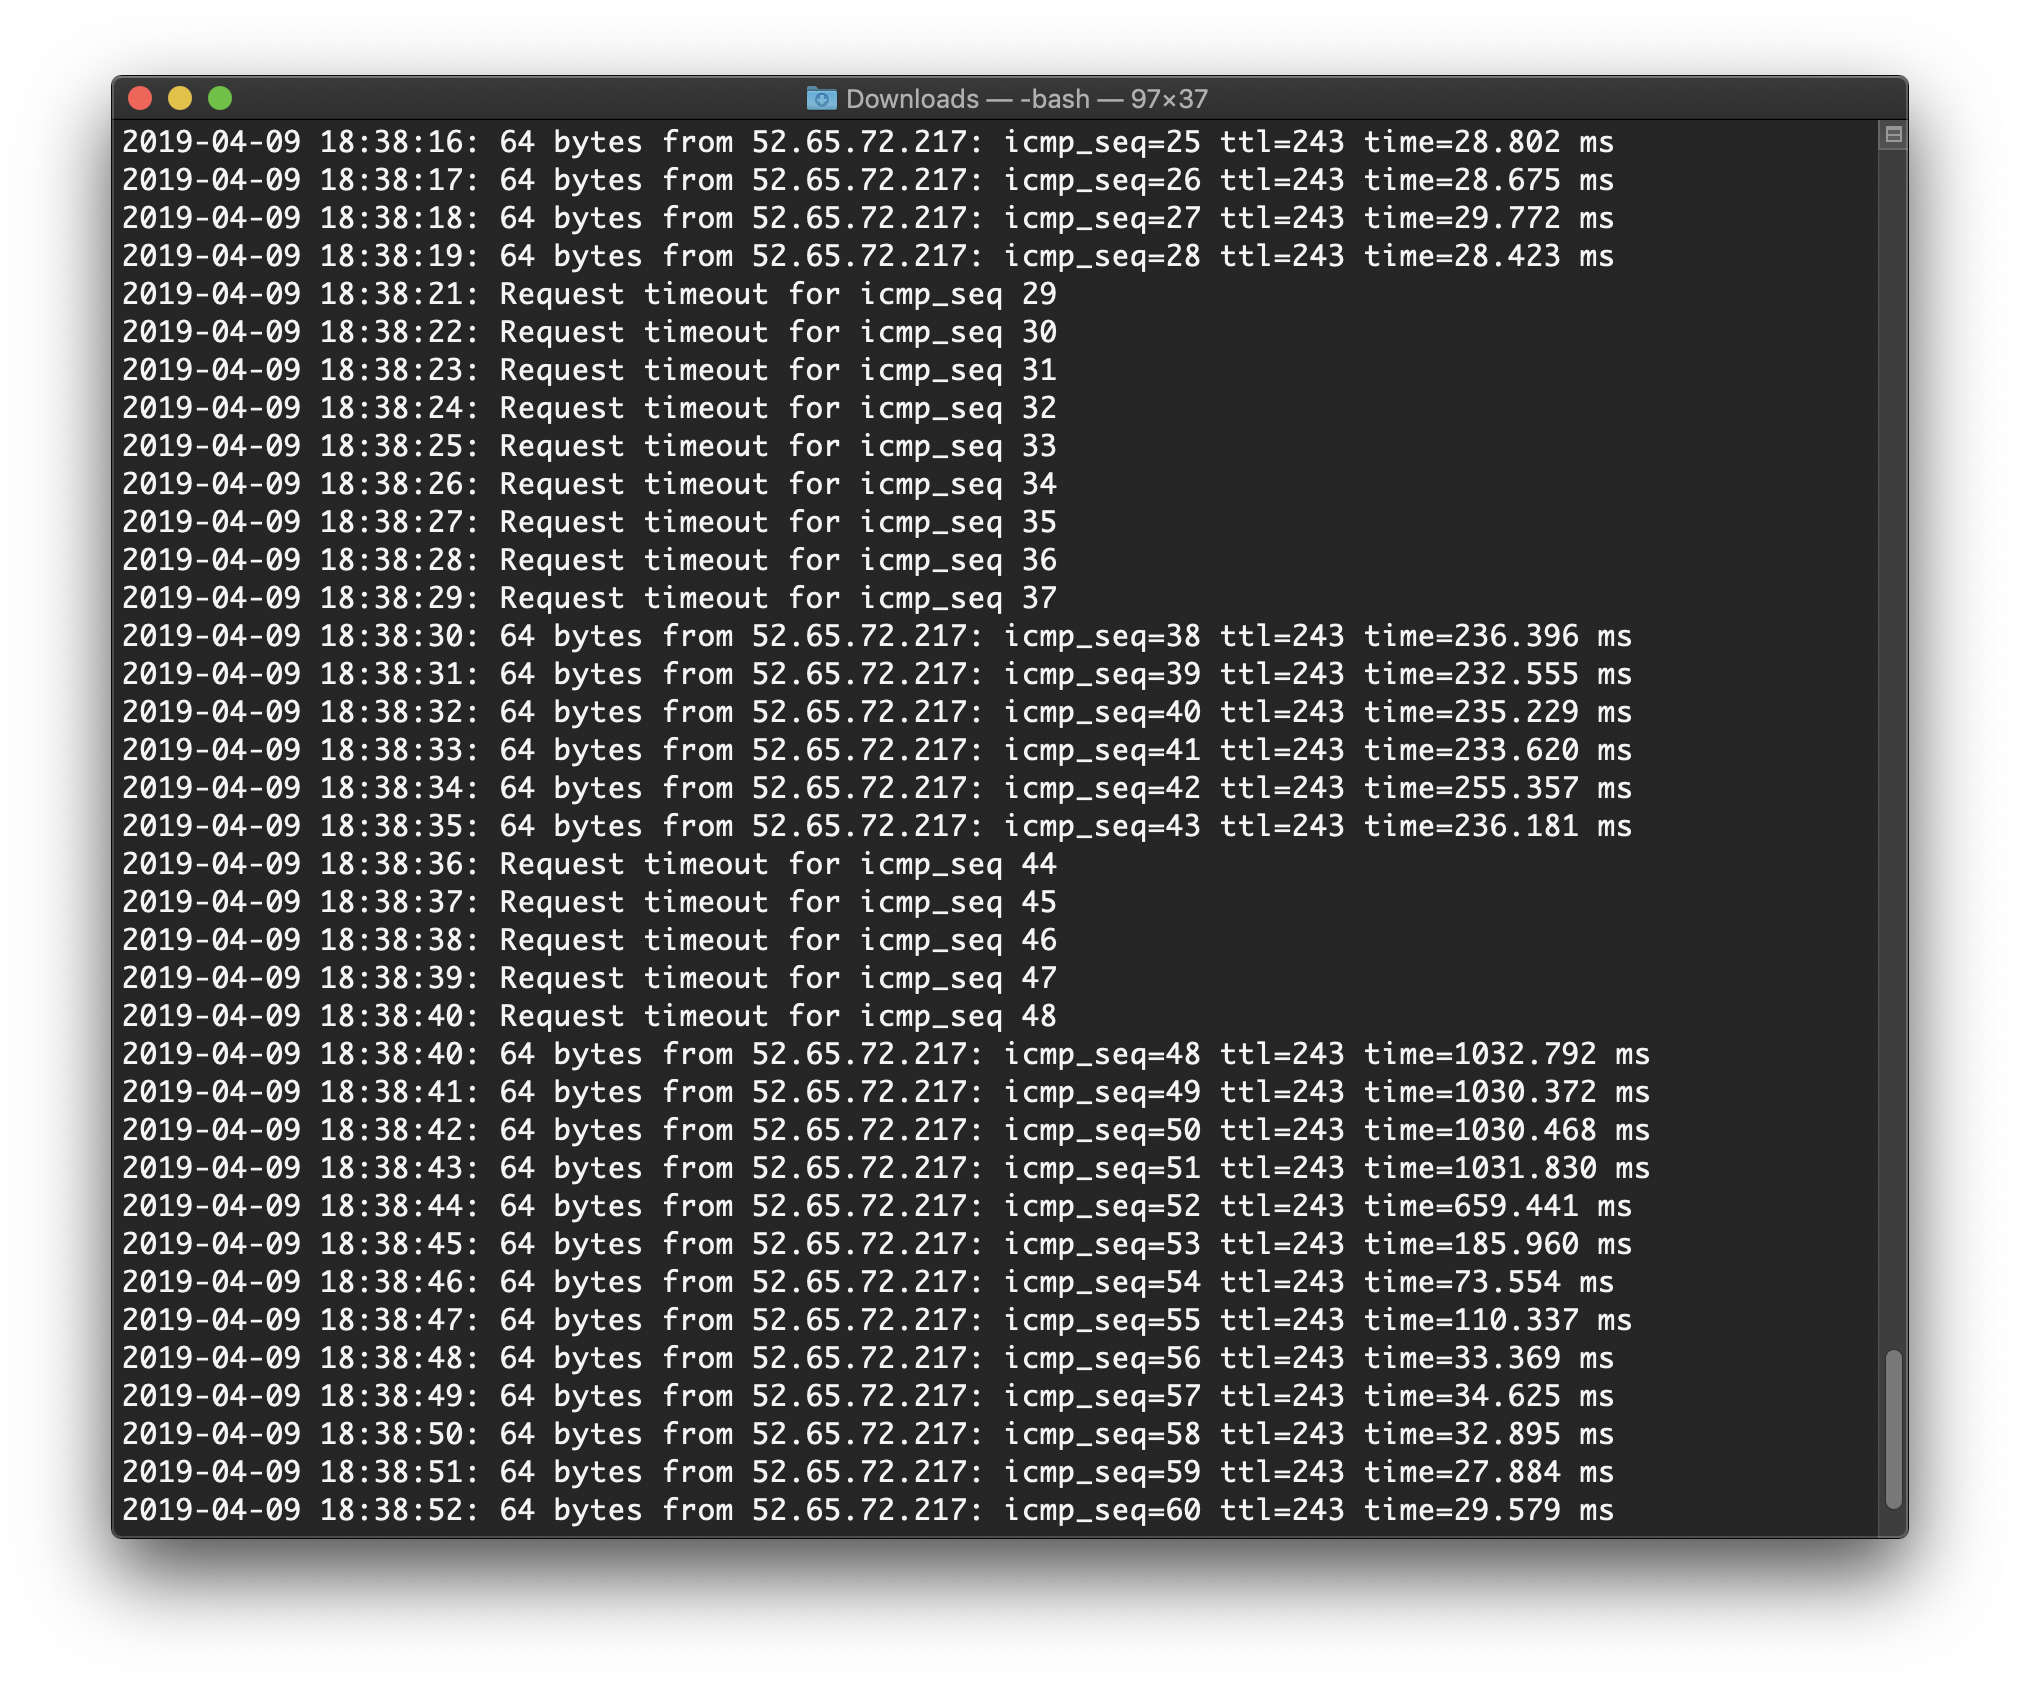 Downloads — -bash — 97×37
2019-04-09 18:38:16: 64 bytes from 52.65.72.217: icmp_seq=25 ttl=243 time=28.802 ms
2019-04-09 18:38:17: 64 bytes from 52.65.72.217: icmp_seq=26 ttl=243 time=28.675 ms
2019-04-09 18:38:18: 64 bytes from 52.65.72.217: icmp_seq=27 ttl=243 time=29.772 ms
2019-04-09 18:38:19: 64 bytes from 52.65.72.217: icmp_seq=28 ttl=243 time=28.423 ms
2019-04-09 18:38:21: Request timeout for icmp_seq 29
2019-04-09 18:38:22: Request timeout for icmp_seq 30
2019-04-09 18:38:23: Request timeout for icmp_seq 31
2019-04-09 18:38:24: Request timeout for icmp_seq 32
2019-04-09 18:38:25: Request timeout for icmp_seq 33
2019-04-09 18:38:26: Request timeout for icmp_seq 34
2019-04-09 18:38:27: Request timeout for icmp_seq 35
2019-04-09 18:38:28: Request timeout for icmp_seq 36
2019-04-09 18:38:29: Request timeout for icmp_seq 37
2019-04-09 18:38:30: 64 bytes from 52.65.72.217: icmp_seq=38 ttl=243 time=236.396 ms
2019-04-09 18:38:31: 64 bytes from 52.65.72.217: icmp_seq=39 ttl=243 time=232.555 ms
2019-04-09 18:38:32: 64 bytes from 52.65.72.217: icmp_seq=40 ttl=243 time=235.229 ms
2019-04-09 18:38:33: 64 bytes from 52.65.72.217: icmp_seq=41 ttl=243 time=233.620 ms
2019-04-09 18:38:34: 64 bytes from 52.65.72.217: icmp_seq=42 ttl=243 time=255.357 ms
2019-04-09 18:38:35: 64 bytes from 52.65.72.217: icmp_seq=43 ttl=243 time=236.181 ms
2019-04-09 18:38:36: Request timeout for icmp_seq 44
2019-04-09 18:38:37: Request timeout for icmp_seq 45
2019-04-09 18:38:38: Request timeout for icmp_seq 46
2019-04-09 18:38:39: Request timeout for icmp_seq 47
2019-04-09 18:38:40: Request timeout for icmp_seq 48
2019-04-09 18:38:40: 64 bytes from 52.65.72.217: icmp_seq=48 ttl=243 time=1032.792 ms
2019-04-09 18:38:41: 64 bytes from 52.65.72.217: icmp_seq=49 ttl=243 time=1030.372 ms
2019-04-09 18:38:42: 64 bytes from 52.65.72.217: icmp_seq=50 ttl=243 time=1030.468 ms
2019-04-09 18:38:43: 64 bytes from 52.65.72.217: icmp_seq=51 ttl=243 time=1031.830 ms
2019-04-09 18:38:44: 64 bytes from 52.65.72.217: icmp_seq=52 ttl=243 time=659.441 ms
2019-04-09 18:38:45: 64 bytes from 52.65.72.217: icmp_seq=53 ttl=243 time=185.960 ms
2019-04-09 18:38:46: 64 bytes from 52.65.72.217: icmp_seq=54 ttl=243 time=73.554 ms
2019-04-09 18:38:47: 64 bytes from 52.65.72.217: icmp_seq=55 ttl=243 time=110.337 ms
2019-04-09 18:38:48: 64 bytes from 52.65.72.217: icmp_seq=56 ttl=243 time=33.369 ms
2019-04-09 18:38:49: 64 bytes from 52.65.72.217: icmp_seq=57 ttl=243 time=34.625 ms
2019-04-09 18:38:50: 64 bytes from 52.65.72.217: icmp_seq=58 ttl=243 time=32.895 ms
2019-04-09 18:38:51: 64 bytes from 52.65.72.217: icmp_seq=59 ttl=243 time=27.884 ms
2019-04-09 18:38:52: 64 bytes from 52.65.72.217: icmp_seq=60 ttl=243 time=29.579 ms